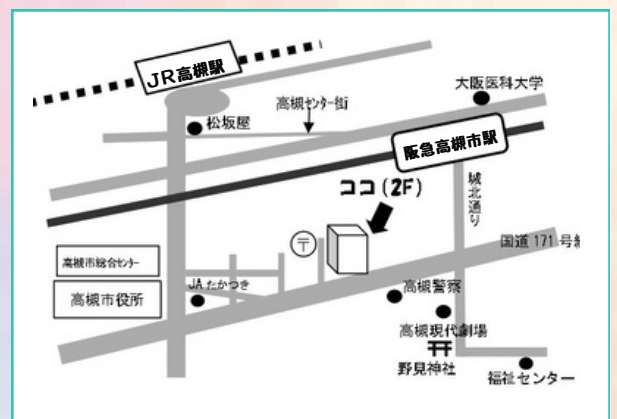 JR高槻駅
大阪医科大学
高槻センター街
松坂屋
阪急高槻市駅
ココ(2F)
城北通り
〒
国道171号線
高槻市総合センター
高槻市役所
JAたかつき
高槻警察
高槻現代劇場
野見神社
福祉センター